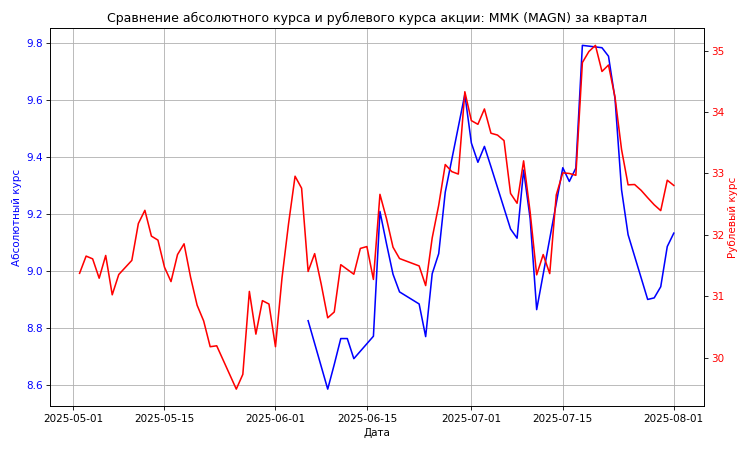 Сравнение абсолютного курса и рублевого курса акции: ММК (MAGN) за квартал
Абсолютный курс
9.8
9.6
9.4
9.2
9.0
8.8
8.6
35
34
33
32
31
30
Рублевый курс
2025-05-01 2025-05-15 2025-06-01 2025-06-15 2025-07-01 2025-07-15 2025-08-01
Дата